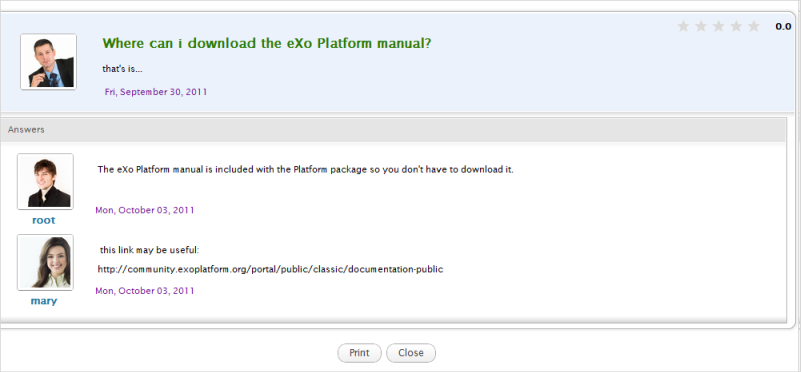 0.0
Where can i download the eXo Platform manual?
that's is...
Fri, September 30, 2011
Answers
The eXo Platform manual is included with the Platform package so you don't have to download it.
Mon, October 03, 2011
root
this link may be useful:
http://community.exoplatform.org/portal/public/classic/documentation-public
Mon, October 03, 2011
mary
Print Close